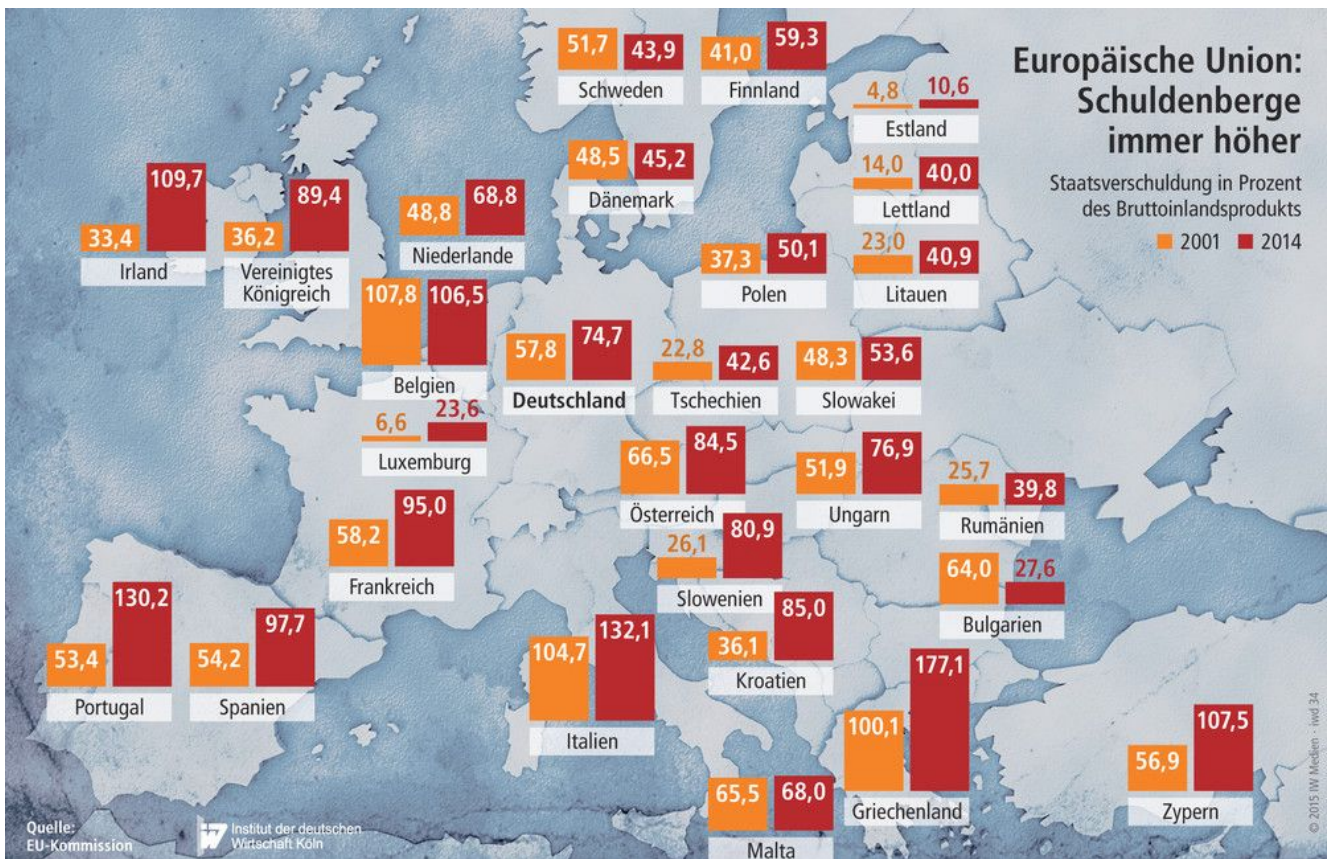 Europäische Union:
Schuldenberge
immer höher
Staatsverschuldung in Prozent
des Bruttoinlandsprodukts
2001 2014
51,7 43,9
Schweden
41,0 59,3
Finnland
4,8 10,6
Estland
14,0 40,0
Lettland
23,0 40,9
Litauen
48,5 45,2
Dänemark
33,4 109,7
Irland
36,2 89,4
Vereinigtes
Königreich
48,8 68,8
Niederlande
37,3 50,1
Polen
107,8 106,5
Belgien
57,8 74,7
Deutschland
22,8 42,6
Tschechien
48,3 53,6
Slowakei
6,6 23,6
Luxemburg
66,5 84,5
Österreich
51,9 76,9
Ungarn
25,7 39,8
Rumänien
58,2 95,0
Frankreich
26,1 80,9
Slowenien
64,0 27,6
Bulgarien
53,4 130,2
Portugal
54,2 97,7
Spanien
104,7 132,1
Italien
36,1 85,0
Kroatien
100,1 177,1
Griechenland
56,9 107,5
Zypern
65,5 68,0
Malta
Quelle:
EU-Kommission
iw
Institut der deutschen
Wirtschaft Köln
© 2015 IW Medien · iwd 34